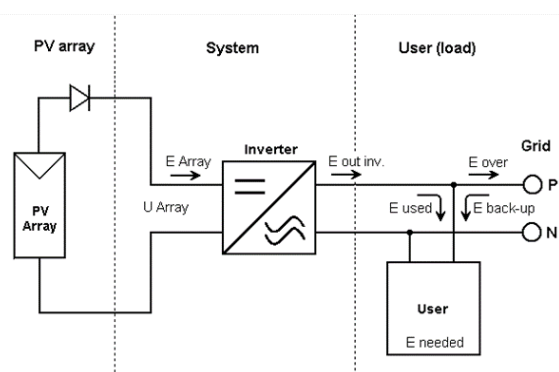 PV array
System
User (load)
Inverter
Grid
E Array
E out inv.
E over
P
U Array
PV
Array
E used
E back-up
N
User
E needed